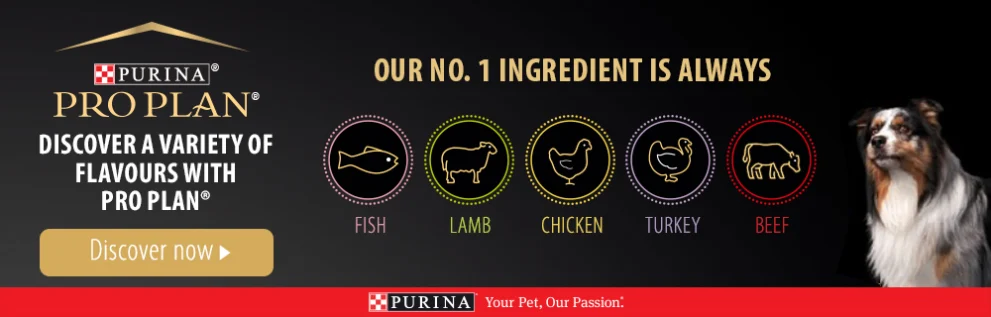 PURINA®
PRO PLAN®
DISCOVER A VARIETY OF
FLAVOURS WITH
PRO PLAN®
Discover now
OUR NO. 1 INGREDIENT IS ALWAYS
FISH
LAMB
CHICKEN
TURKEY
BEEF
PURINA Your Pet, Our Passion.